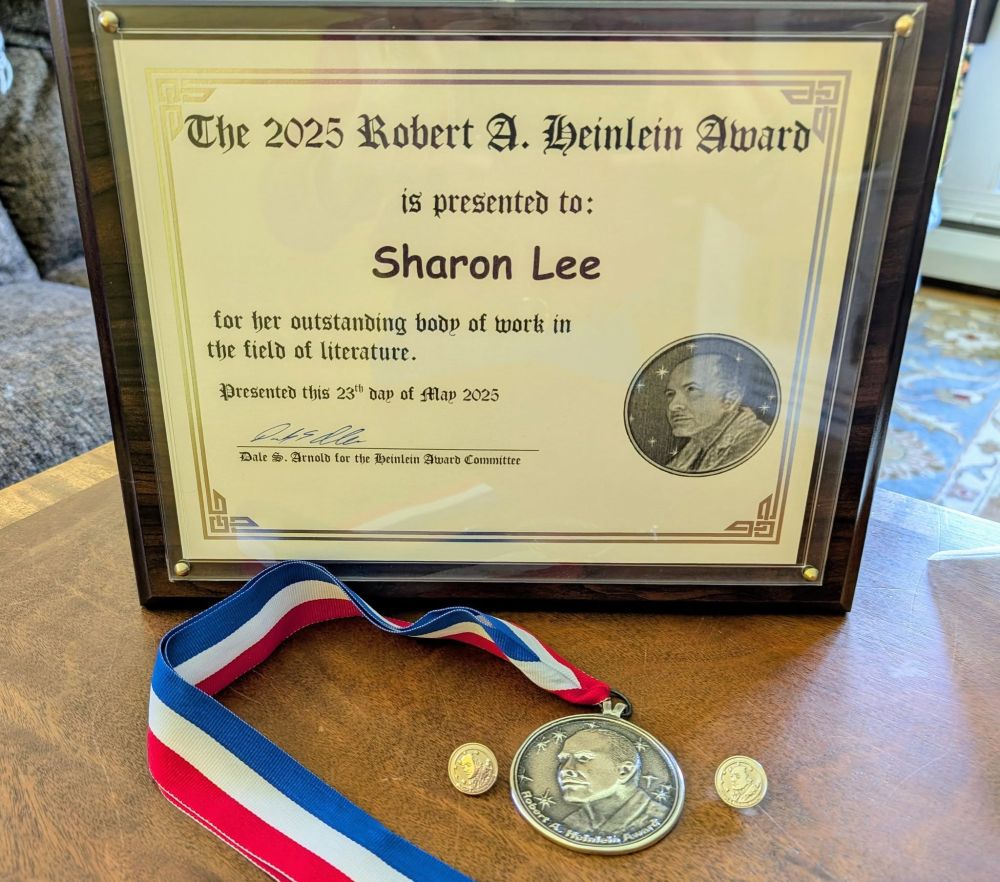 The 2025 Robert A. Heinlein Award
is presented to:
Sharon Lee
for her outstanding body of work in
the field of literature.
Presented this 23th day of May 2025
Dale S. Arnold for the Heinlein Award Committee
Robert A. Heinlein Award